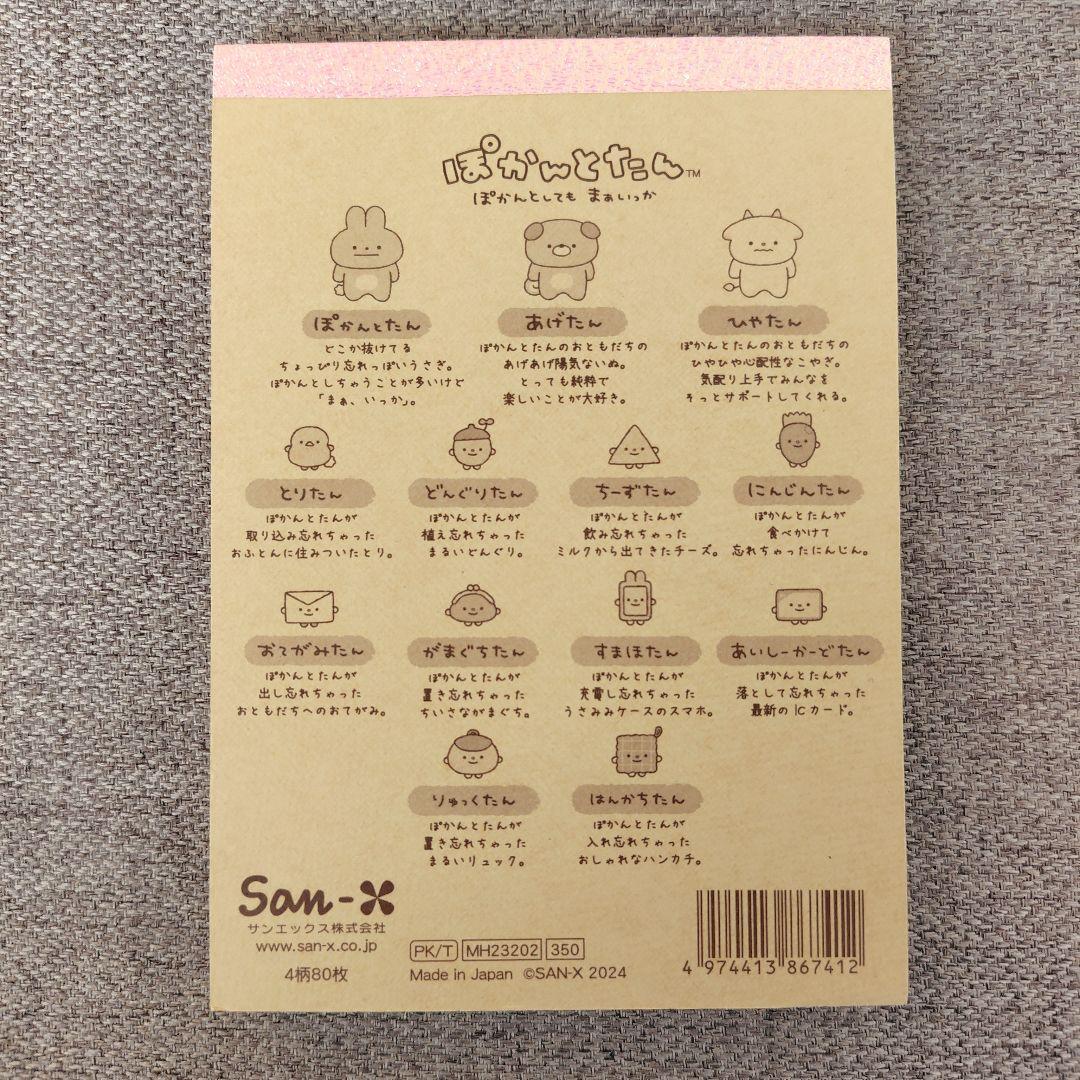 ぽかんとたん™
ぽかんとしても まぁいっか
ぽかんとたん
どこか抜けてる
ちょっぴり忘れっぽいうさぎ。
ぽかんとしちゃうことが多いけど
「まぁ、いっか」。
あげたん
ぽかんとたんのおともだちの
あげあげ陽気ないぬ。
とっても純粋で
楽しいことが大好き。
ひやたん
ぽかんとたんのおともだちの
ひやひや心配性なこやぎ。
気配り上手でみんなを
そっとサポートしてくれる。
とりたん
ぽかんとたんが
取り込み忘れちゃった
おふとんに住みついたとり。
どんぐりたん
ぽかんとたんが
植え忘れちゃった
まるいどんぐり。
ちーずたん
ぽかんとたんが
飲み忘れちゃった
ミルクから出てきたチーズ。
にんじんたん
ぽかんとたんが
食べかけて
忘れちゃったにんじん。
おてがみたん
ぽかんとたんが
出し忘れちゃった
おともだちへのおてがみ。
がまぐちたん
ぽかんとたんが
置き忘れちゃった
ちいさながまぐち。
すまほたん
ぽかんとたんが
充電し忘れちゃった
うさみみケースのスマホ。
あいしーかーどたん
ぽかんとたんが
落として忘れちゃった
最新のICカード。
りゅっくたん
ぽかんとたんが
置き忘れちゃった
まるいリュック。
はんかちたん
ぽかんとたんが
入れ忘れちゃった
おしゃれなハンカチ。
San-X
サンエックス株式会社
www.san-x.co.jp
4柄80枚
PK/T MH23202 350
Made in Japan ©SAN-X 2024
4 974413 867412